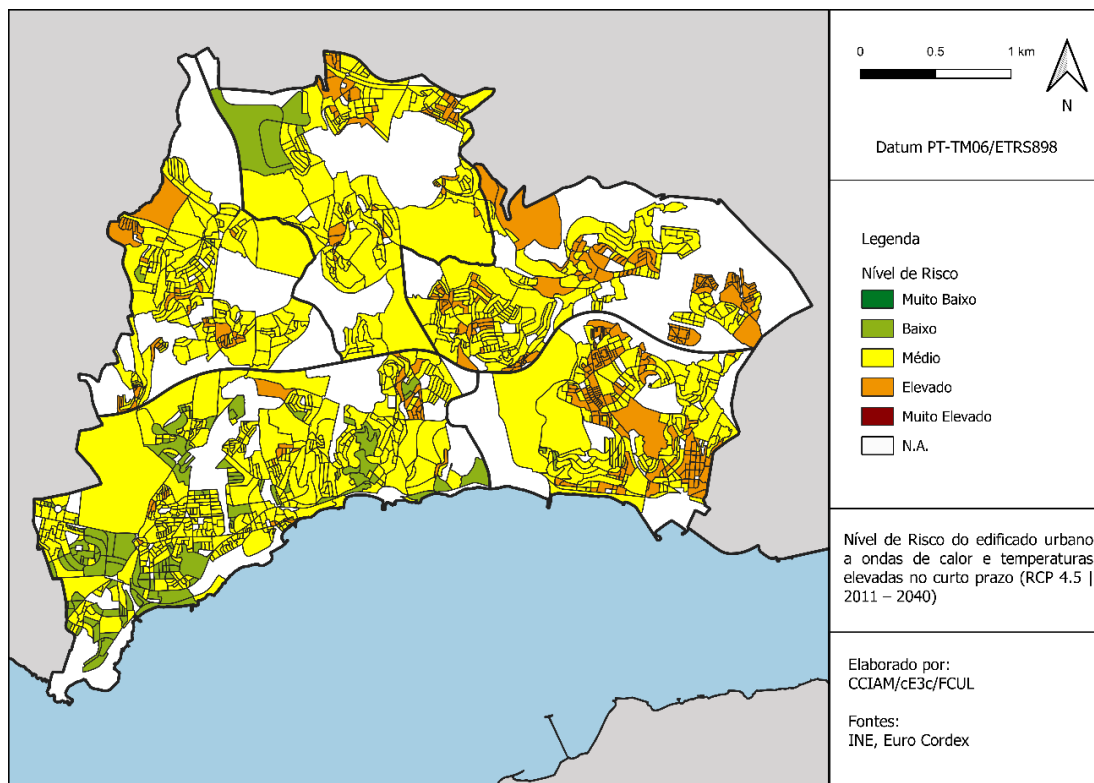 0 0.5 1 km
N
Datum PT-TM06/ETRS898
Legenda
Nível de Risco
Muito Baixo
Baixo
Médio
Elevado
Muito Elevado
N.A.
Nível de Risco do edificado urbano
a ondas de calor e temperaturas
elevadas no curto prazo (RCP 4.5 |
2011 – 2040)
Elaborado por:
CCIAM/cE3c/FCUL
Fontes:
INE, Euro Cordex